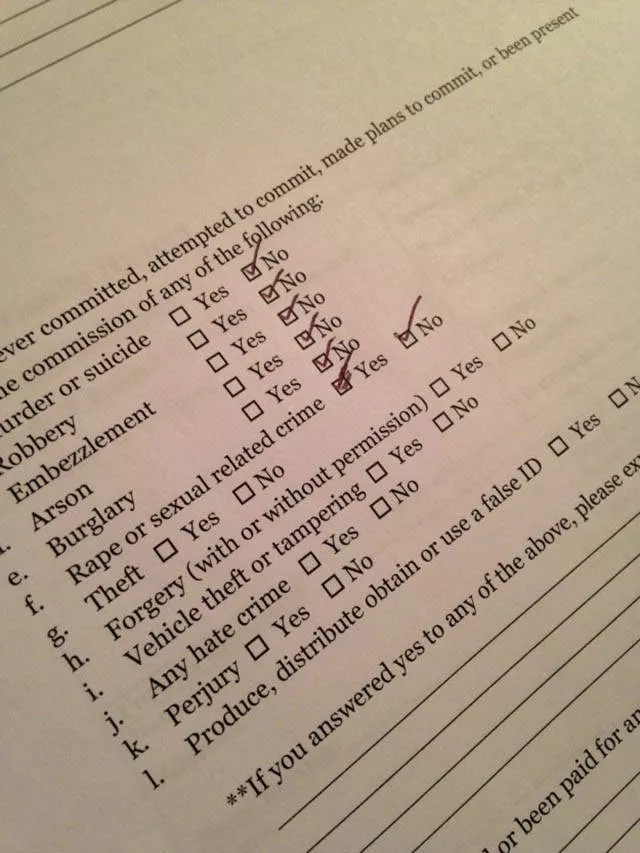 ever committed, attempted to commit, made plans to commit, or been present
he commission of any of the following:
urder or suicide ☐ Yes ☑ No
Robbery ☐ Yes ☑ No
Embezzlement ☐ Yes ☑ No
Arson ☐ Yes ☑ No
e. Burglary ☐ Yes ☑ No
f. Rape or sexual related crime ☑ Yes ☑ No
g. Theft ☐ Yes ☐ No
h. Forgery (with or without permission) ☐ Yes ☐ No
i. Vehicle theft or tampering ☐ Yes ☐ No
j. Any hate crime ☐ Yes ☐ No
k. Perjury ☐ Yes ☐ No
l. Produce, distribute obtain or use a false ID ☐ Yes ☐ N
**If you answered yes to any of the above, please exp
or been paid for an